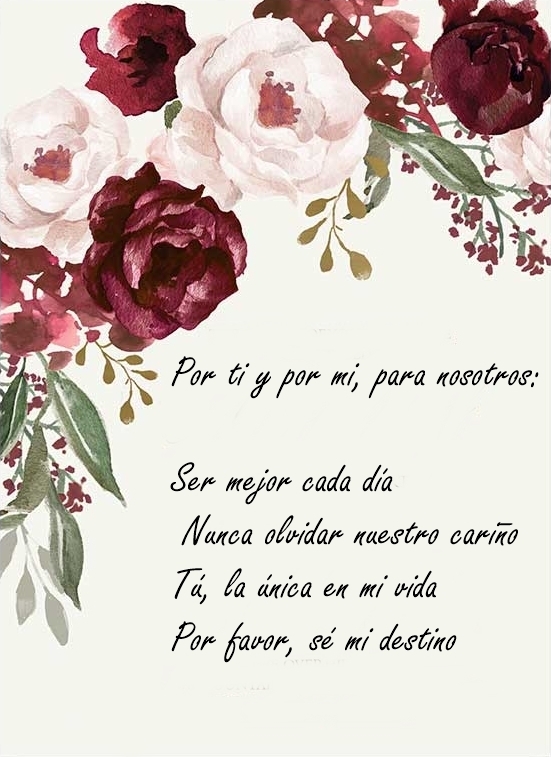 Por ti y por mi, para nosotros:
Ser mejor cada día
Nunca olvidar nuestro cariño
Tú, la única en mi vida
Por favor, sé mi destino